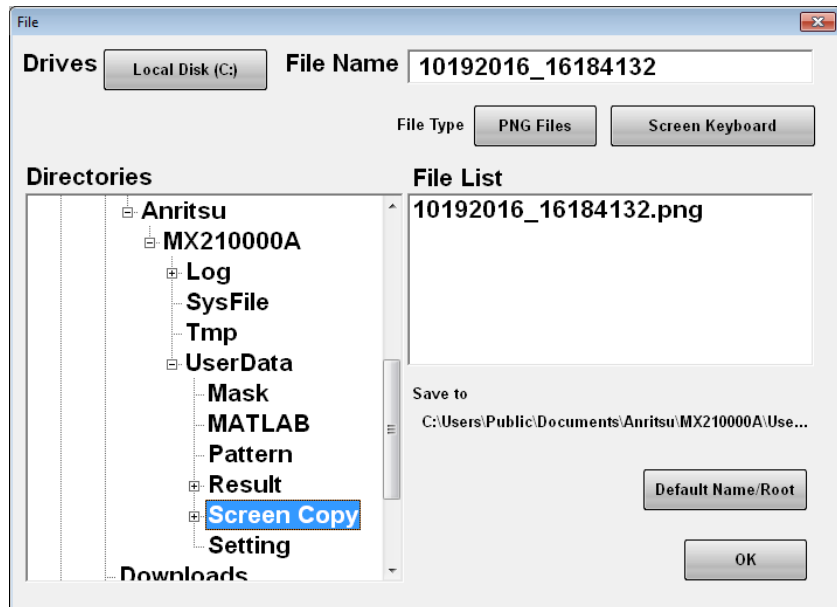 File
Drives
Local Disk (C:)
File Name
10192016_16184132
File Type
PNG Files
Screen Keyboard
Directories
Anritsu
MX210000A
Log
SysFile
Tmp
UserData
Mask
MATLAB
Pattern
Result
Screen Copy
Setting
Downloads
File List
10192016_16184132.png
Save to
C:\Users\Public\Documents\Anritsu\MX210000A\Use...
Default Name/Root
OK